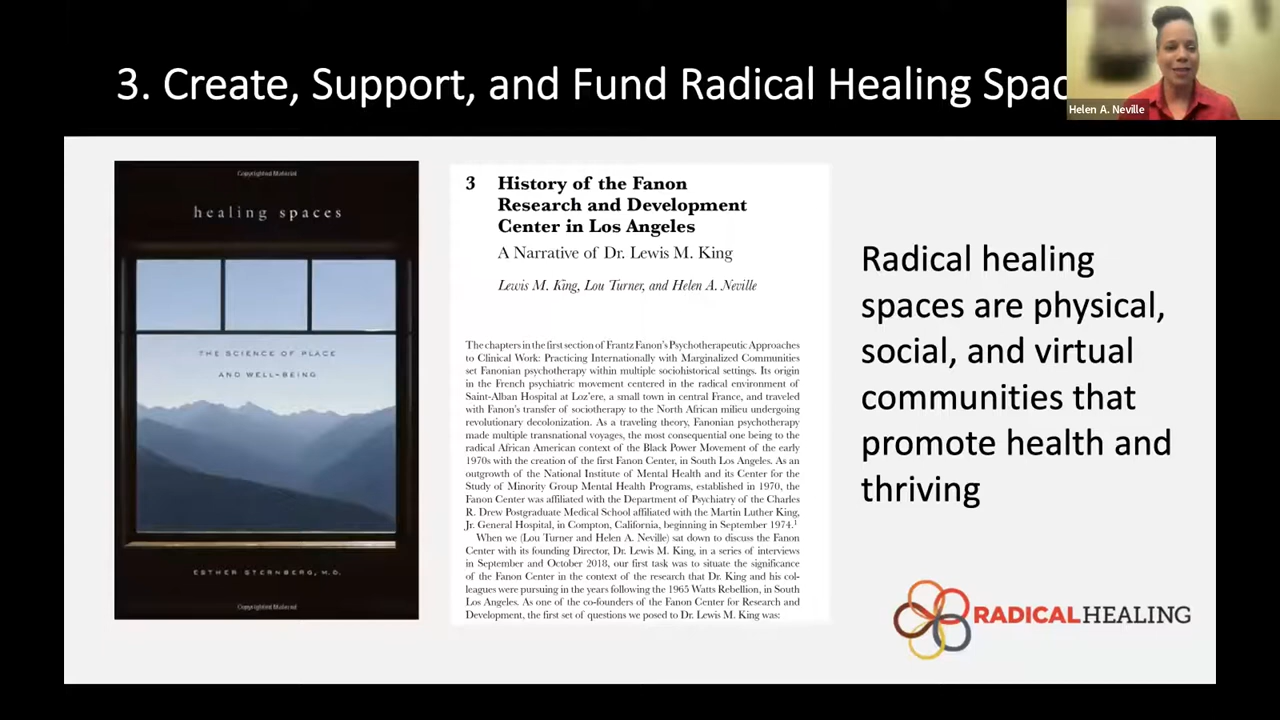 3. Create, Support, and Fund Radical Healing Spac
Helen A. Neville
Copyrighted Material
healing spaces
THE SCIENCE OF PLACE
AND WELL-BEING
ESTHER STERNBERG, M.D.
Copyrighted Material
3 History of the Fanon
Research and Development
Center in Los Angeles
A Narrative of Dr. Lewis M. King
Lewis M. King, Lou Turner, and Helen A. Neville
The chapters in the first section of Frantz Fanon's Psychotherapeutic Approaches
to Clinical Work: Practicing Internationally with Marginalized Communities
set Fanonian psychotherapy within multiple sociohistorical settings. Its origin
in the French psychiatric movement centered in the radical environment of
Saint-Alban Hospital at Loz'ere, a small town in central France, and traveled
with Fanon's transfer of sociotherapy to the North African milieu undergoing
revolutionary decolonization. As a traveling theory, Fanonian psychotherapy
made multiple transnational voyages, the most consequential one being to the
radical African American context of the Black Power Movement of the early
1970s with the creation of the first Fanon Center, in South Los Angeles. As an
outgrowth of the National Institute of Mental Health and its Center for the
Study of Minority Group Mental Health Programs, established in 1970, the
Fanon Center was affiliated with the Department of Psychiatry of the Charles
R. Drew Postgraduate Medical School affiliated with the Martin Luther King,
Jr. General Hospital, in Compton, California, beginning in September 1974.¹
When we (Lou Turner and Helen A. Neville) sat down to discuss the Fanon
Center with its founding Director, Dr. Lewis M. King, in a series of interviews
in September and October 2018, our first task was to situate the significance
of the Fanon Center in the context of the research that Dr. King and his col-
leagues were pursuing in the years following the 1965 Watts Rebellion, in South
Los Angeles. As one of the co-founders of the Fanon Center for Research and
Development, the first set of questions we posed to Dr. Lewis M. King was:
Radical healing
spaces are physical,
social, and virtual
communities that
promote health and
thriving
RADICALHEALING